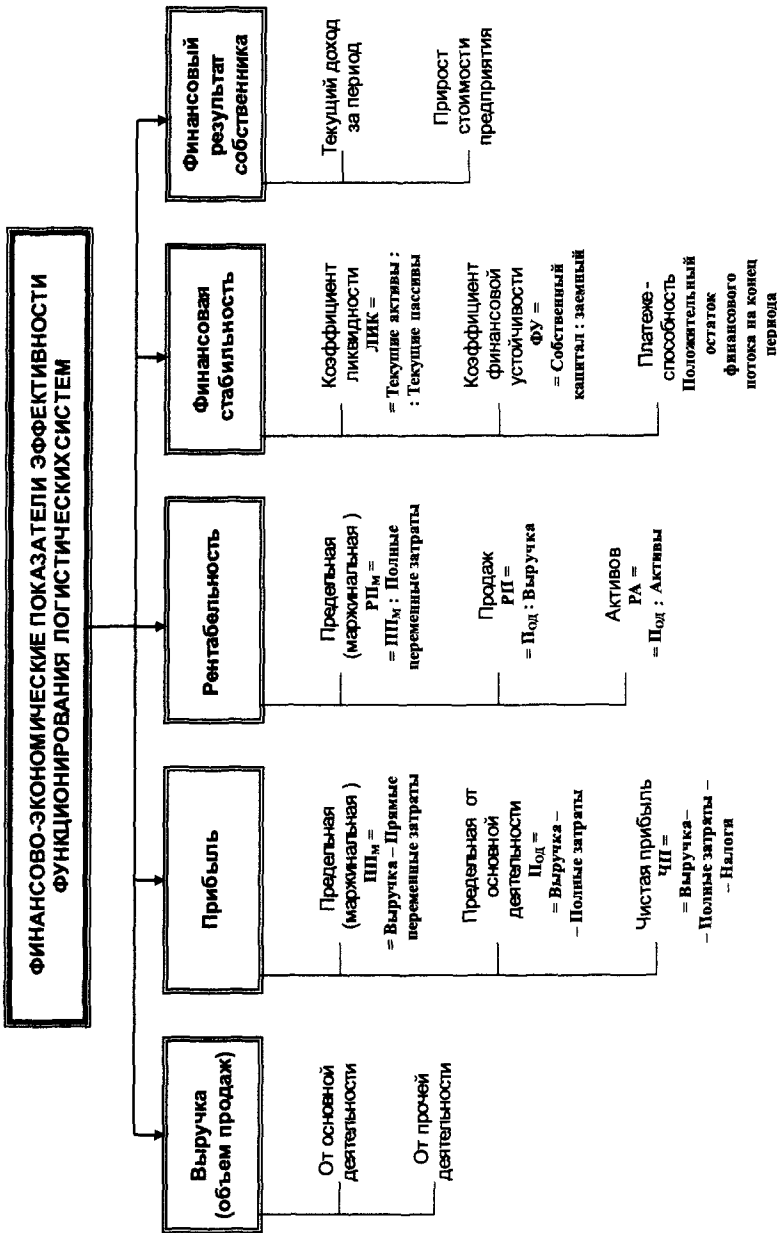 ФИНАНСОВО-ЭКОНОМИЧЕСКИЕ ПОКАЗАТЕЛИ ЭФФЕКТИВНОСТИ
ФУНКЦИОНИРОВАНИЯ ЛОГИСТИЧЕСКИХ СИСТЕМ
Выручка
(объем продаж)
От основной
деятельности
От прочей
деятельности
Прибыль
Предельная
(маржинальная )
ПП_М =
= Выручка – Прямые
переменные затраты
Предельная от
основной
деятельности
П_ОД =
= Выручка –
– Полные затраты
Чистая прибыль
ЧП =
= Выручка–
– Полные затраты –
– Налоги
Рентабельность
Предельная
(маржинальная )
РП_М =
= ПП_М : Полные
переменные затраты
Продаж
РП =
= П_ОД : Выручка
Активов
РА =
= П_ОД : Активы
Финансовая
стабильность
Коэффициент
ликвидности
ЛИК =
= Текущие активы :
: Текущие пассивы
Коэффициент
финансовой
устойчивости
ФУ =
= Собственный
капитал : заемный
Платеже-
способность
Положительный
остаток
финансового
потока на конец
периода
Финансовый
результат
собственника
Текущий доход
за период
Прирост
стоимости
предприятия